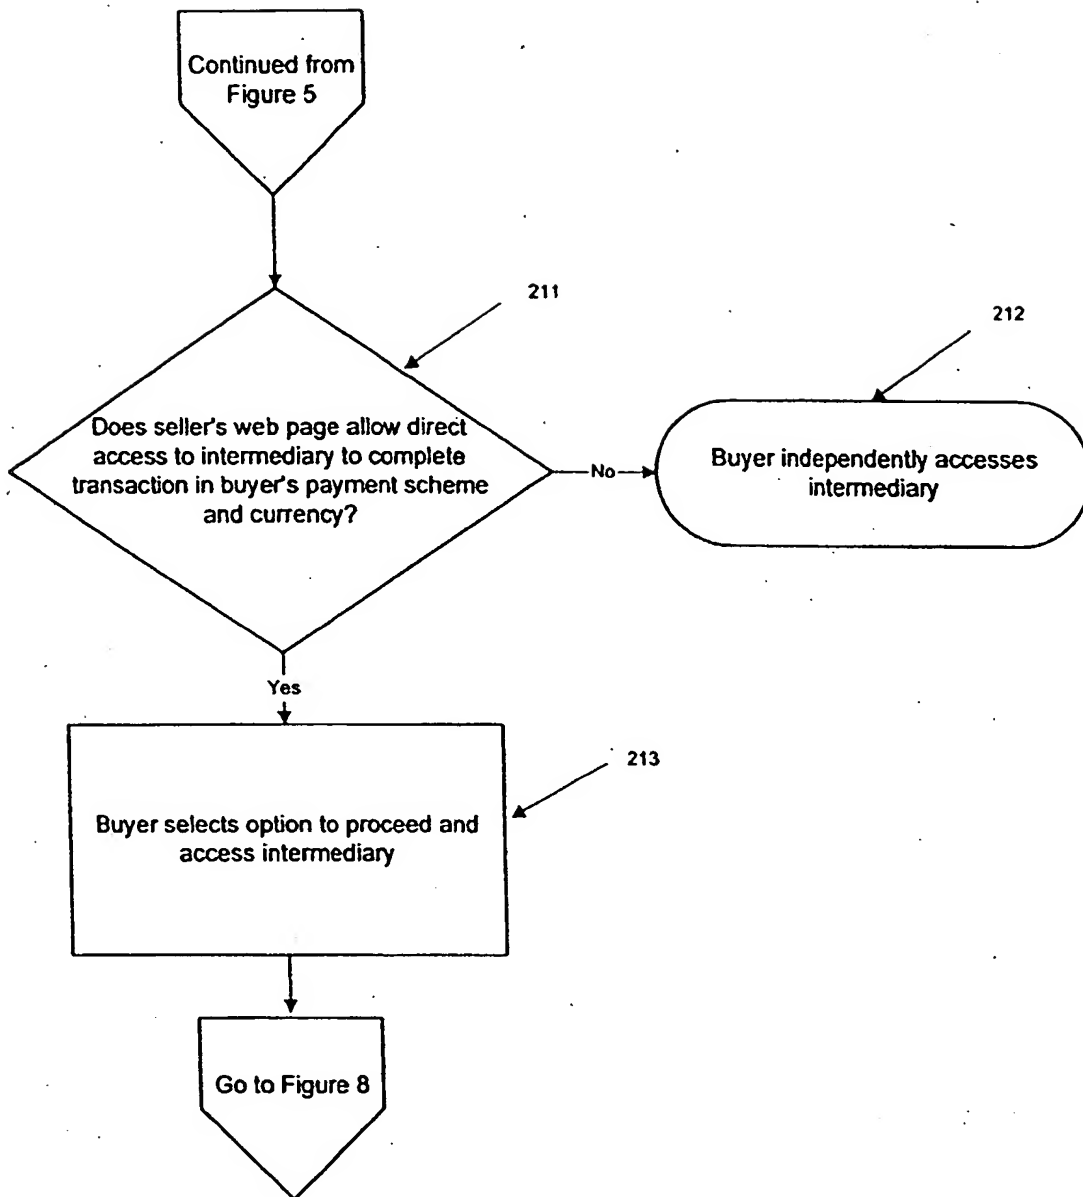 Continued from
Figure 5
211
212
Does seller's web page allow direct
access to intermediary to complete
transaction in buyer's payment scheme
and currency?
No
Buyer independently accesses
intermediary
Yes
213
Buyer selects option to proceed and
access intermediary
Go to Figure 8